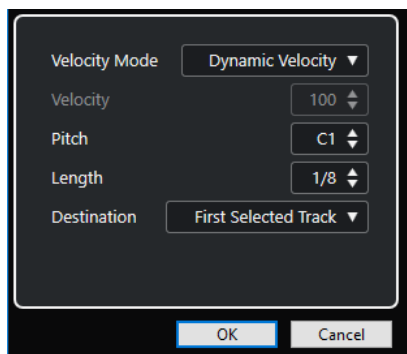 Velocity Mode Dynamic Velocity
Velocity 100
Pitch C1
Length 1/8
Destination First Selected Track
OK Cancel